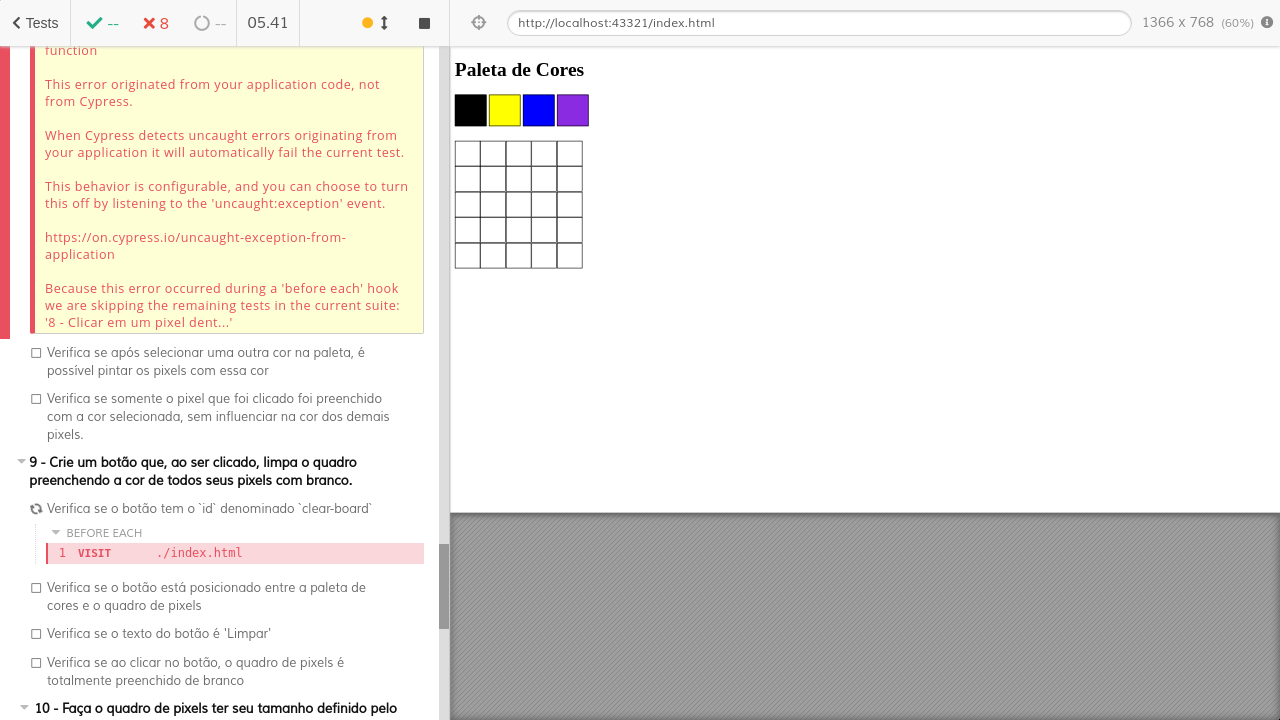 Tests
--
8
--
05.41
http://localhost:43321/index.html
1366 x 768 (60%)
function
This error originated from your application code, not
from Cypress.
When Cypress detects uncaught errors originating from
your application it will automatically fail the current test.
This behavior is configurable, and you can choose to turn
this off by listening to the 'uncaught:exception' event.
https://on.cypress.io/uncaught-exception-from-
application
Because this error occurred during a 'before each' hook
we are skipping the remaining tests in the current suite:
'8 - Clicar em um pixel dent...'
Verifica se após selecionar uma outra cor na paleta, é
possível pintar os pixels com essa cor
Verifica se somente o pixel que foi clicado foi preenchido
com a cor selecionada, sem influenciar na cor dos demais
pixels.
9 - Crie um botão que, ao ser clicado, limpa o quadro
preenchendo a cor de todos seus pixels com branco.
Verifica se o botão tem o `id` denominado `clear-board`
BEFORE EACH
1 VISIT ./index.html
Verifica se o botão está posicionado entre a paleta de
cores e o quadro de pixels
Verifica se o texto do botão é 'Limpar'
Verifica se ao clicar no botão, o quadro de pixels é
totalmente preenchido de branco
10 - Faça o quadro de pixels ter seu tamanho definido pelo
Paleta de Cores